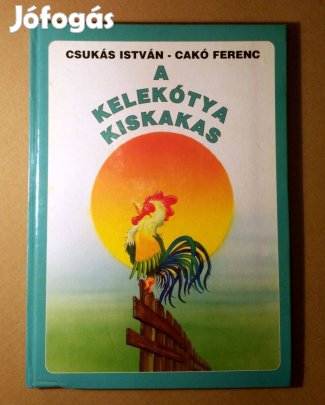 Jófogás
CSUKÁS ISTVÁN - CAKÓ FERENC
A
KELEKÓTYA
KISKAKAS